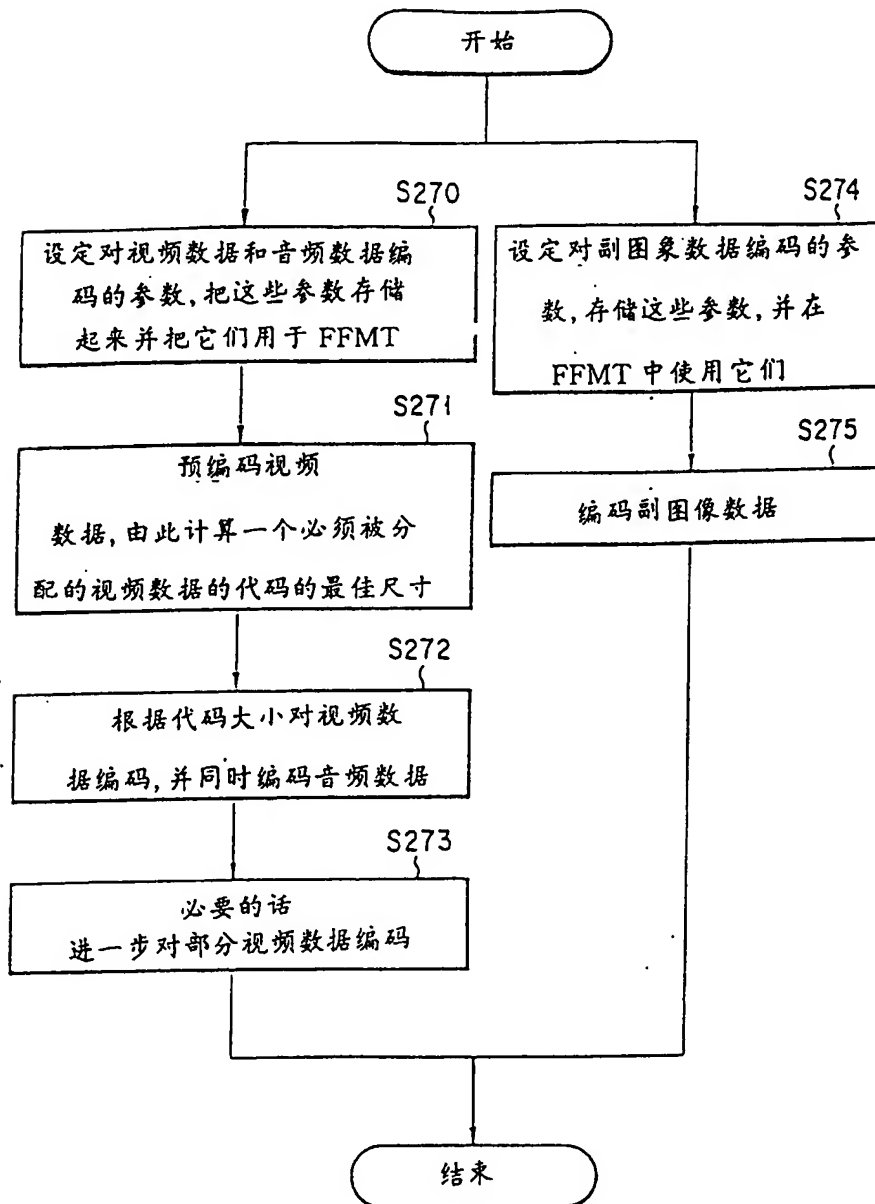 开始
S270
设定对视频数据和音频数据编
码的参数,把这些参数存储
起来并把它们用于 FFMT
S271
预编码视频
数据,由此计算一个必须被分
配的视频数据的代码的最佳尺寸
S272
根据代码大小对视频数
据编码,并同时编码音频数据
S273
必要的话
进一步对部分视频数据编码
S274
设定对副图象数据编码的参
数,存储这些参数,并在
FFMT 中使用它们
S275
编码副图像数据
结束